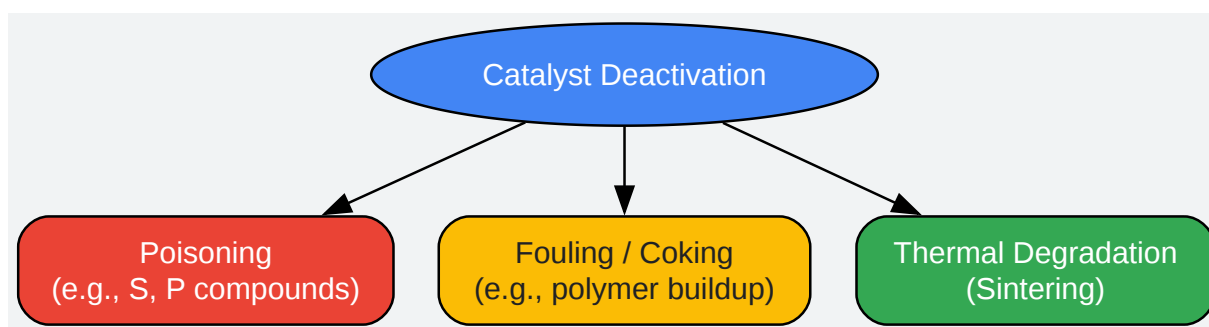 Catalyst Deactivation
Poisoning
(e.g., S, P compounds)
Fouling / Coking
(e.g., polymer buildup)
Thermal Degradation
(Sintering)